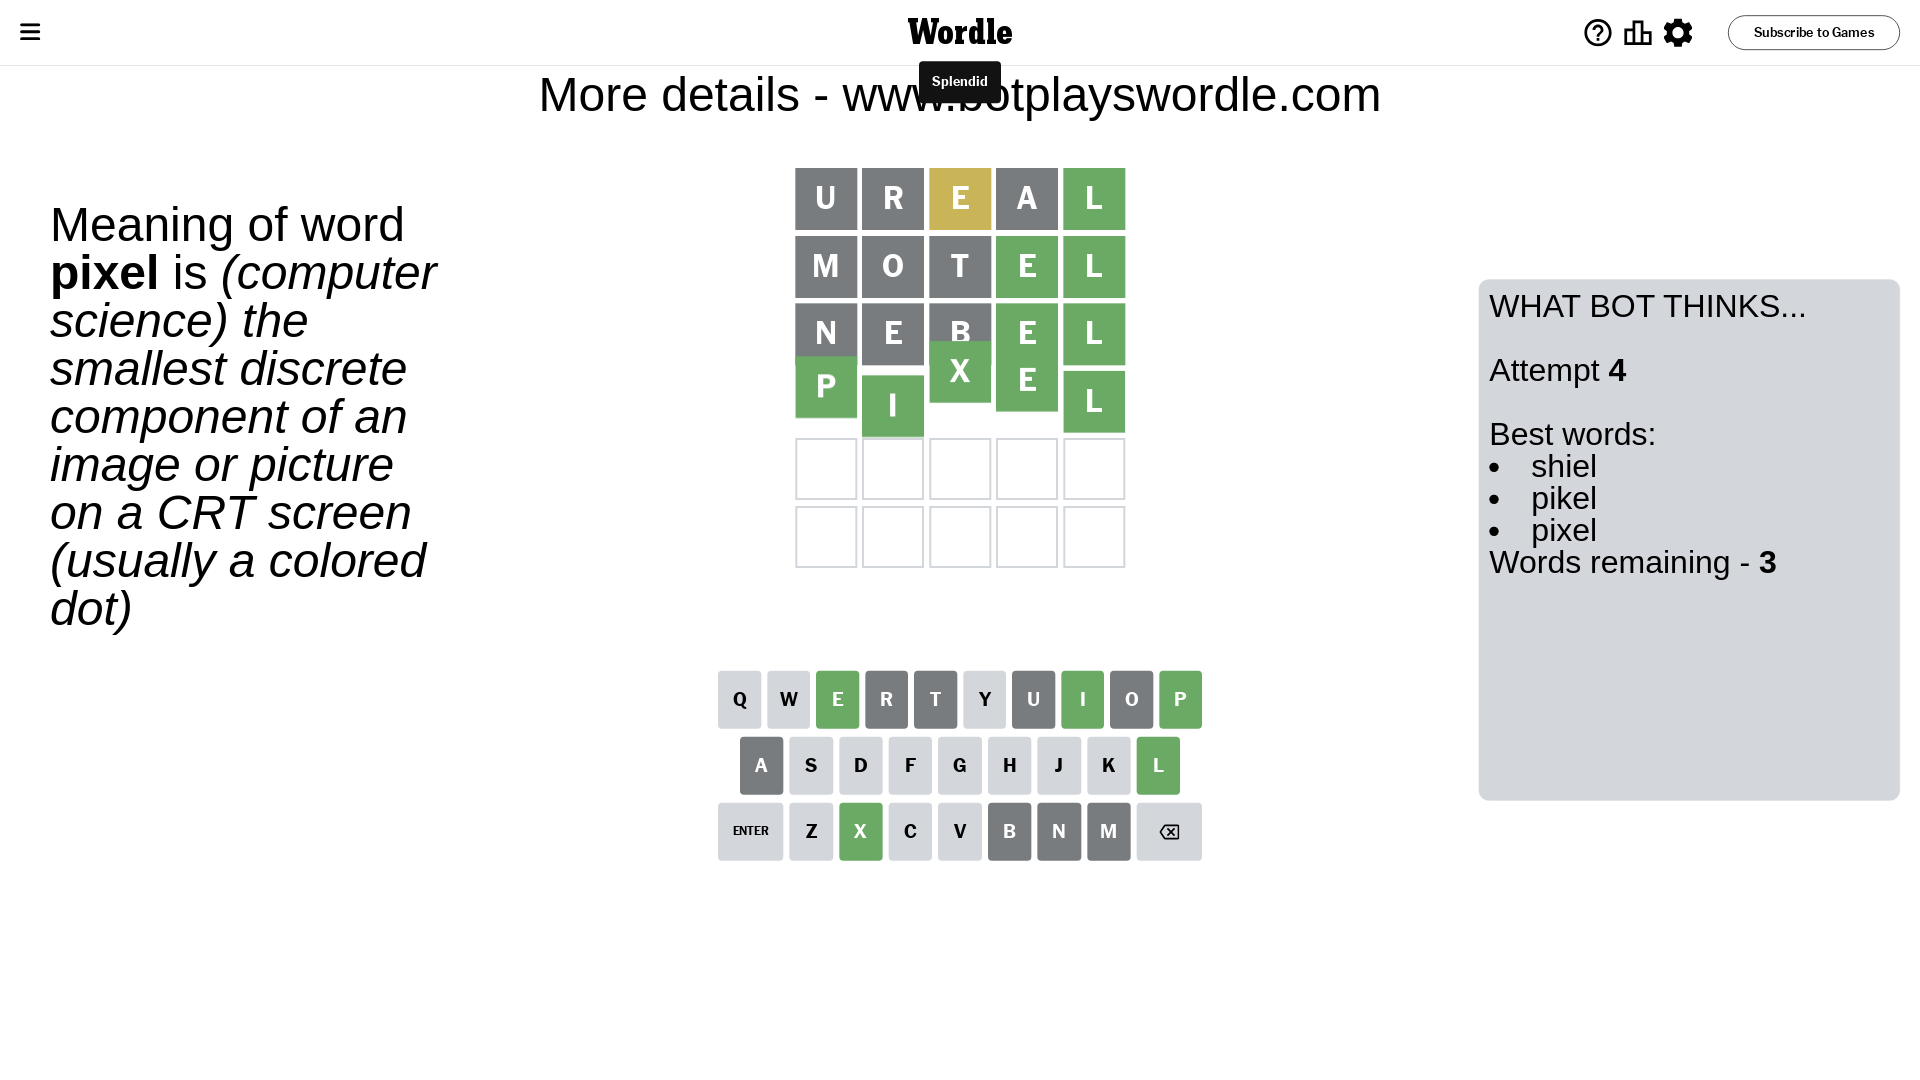 Wordle
Subscribe to Games
Splendid
More details - www.botplayswordle.com
Meaning of word
pixel is (computer
science) the
smallest discrete
component of an
image or picture
on a CRT screen
(usually a colored
dot)
U R E A L
M O T E L
N E B E L
P I X E L
WHAT BOT THINKS...
Attempt 4
Best words:
• shiel
• pikel
• pixel
Words remaining - 3
Q W E R T Y U I O P
A S D F G H J K L
ENTER Z X C V B N M